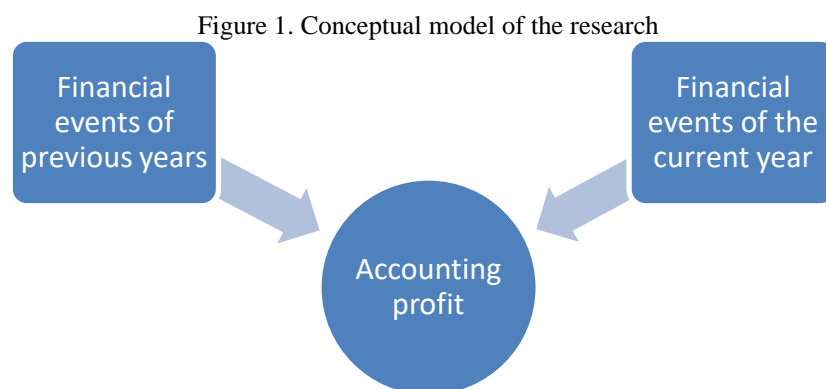 Figure 1. Conceptual model of the research
Financial
events of
previous years
Financial
events of the
current year
Accounting
profit